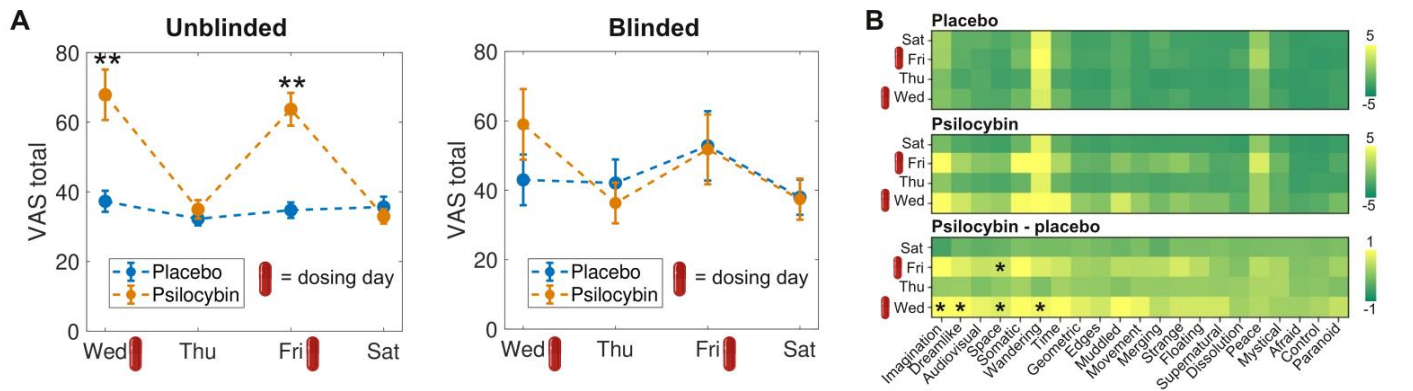 A
Unblinded
VAS total
80
60
40
20
0
**
**
Placebo
Psilocybin
= dosing day
Wed
Thu
Fri
Sat
Blinded
VAS total
80
60
40
20
0
Placebo
Psilocybin
= dosing day
Wed
Thu
Fri
Sat
B
Placebo
Sat
Fri
Thu
Wed
5
-5
Psilocybin
Sat
Fri
Thu
Wed
5
-5
Psilocybin - placebo
Sat
Fri
*
Thu
Wed
* * * *
1
-1
Imagination
Dreamlike
Audiovisual
Space
Somatic
Wandering
Time
Geometric
Edges
Muddled
Movement
Merging
Strange
Floating
Supernatural
Dissolution
Peace
Mystical
Afraid
Control
Paranoid